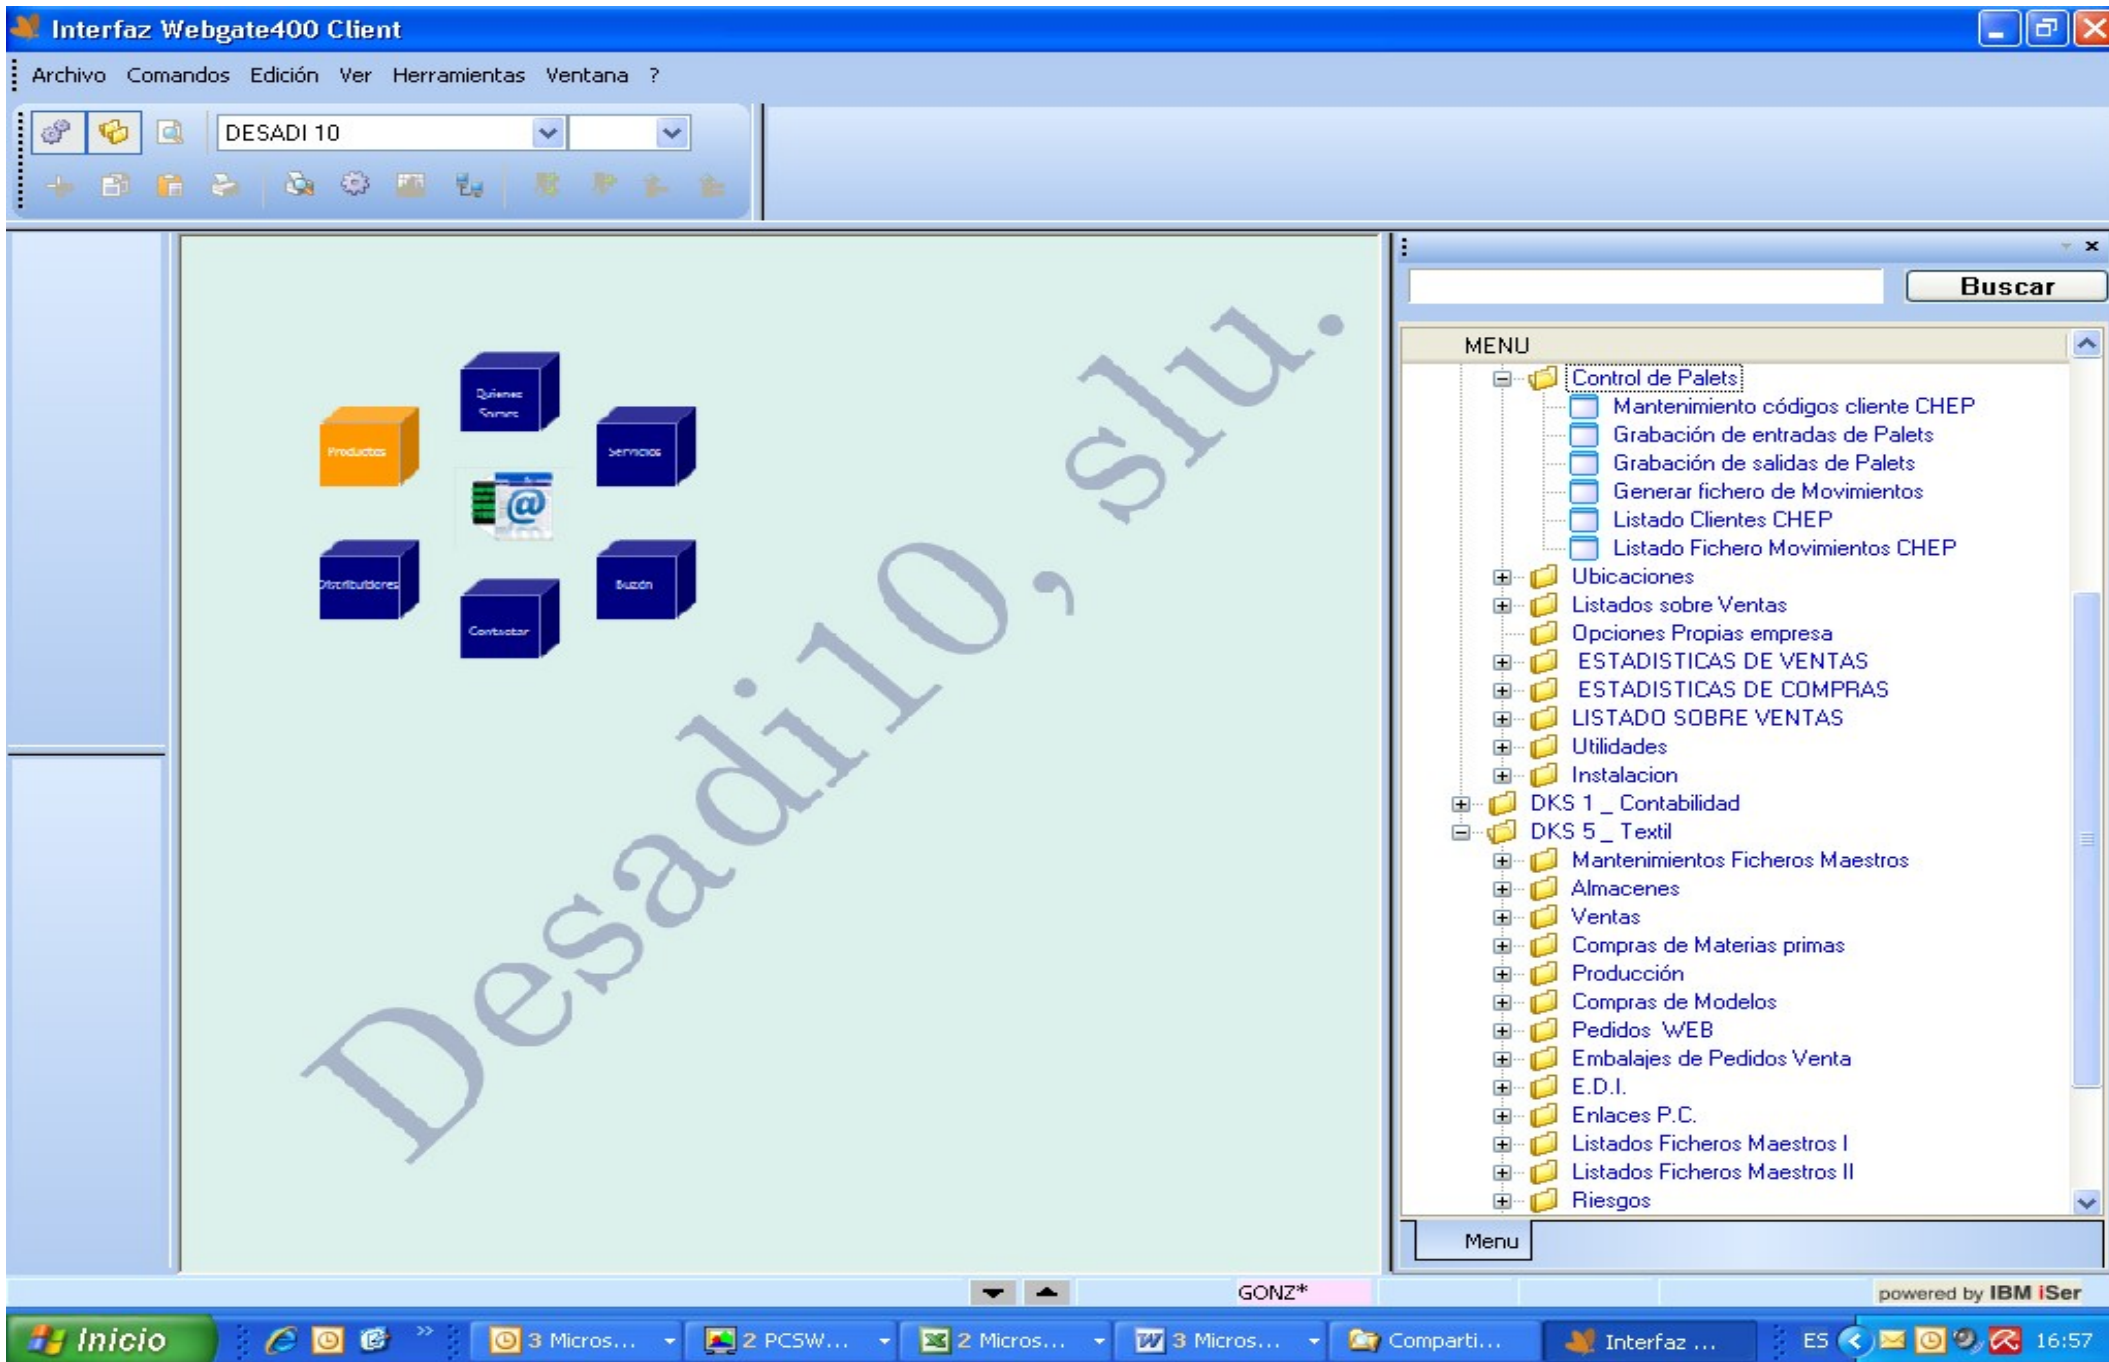 Interfaz Webgate400 Client
Archivo Comandos Edición Ver Herramientas Ventana ?
DESADI 10
Buscar
Quienes
Somos
Productos
Servicios
@
Distribuidores
Buzón
Contactar
Desadi10, slu.
MENU
Control de Palets
Mantenimiento códigos cliente CHEP
Grabación de entradas de Palets
Grabación de salidas de Palets
Generar fichero de Movimientos
Listado Clientes CHEP
Listado Fichero Movimientos CHEP
Ubicaciones
Listados sobre Ventas
Opciones Propias empresa
ESTADISTICAS DE VENTAS
ESTADISTICAS DE COMPRAS
LISTADO SOBRE VENTAS
Utilidades
Instalacion
DKS 1 _ Contabilidad
DKS 5 _ Textil
Mantenimientos Ficheros Maestros
Almacenes
Ventas
Compras de Materias primas
Producción
Compras de Modelos
Pedidos WEB
Embalajes de Pedidos Venta
E.D.I.
Enlaces P.C.
Listados Ficheros Maestros I
Listados Ficheros Maestros II
Riesgos
Menu
GONZ*
powered by IBM iSer
Inicio
3 Micros...
2 PCSW...
2 Micros...
3 Micros...
Comparti...
Interfaz ...
ES
16:57